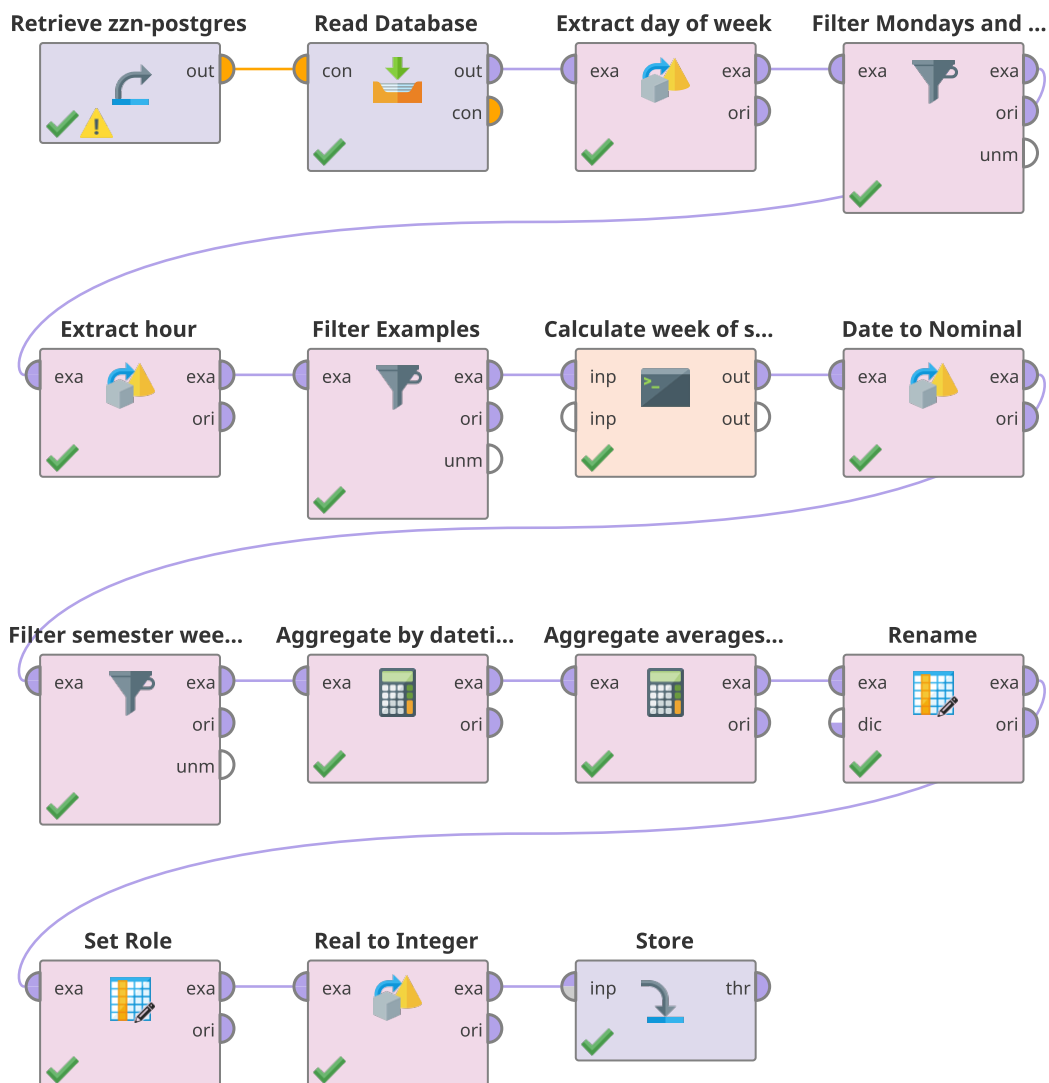 Retrieve zzn-postgres
Read Database
Extract day of week
Filter Mondays and ...
out
con
out
con
exa
exa
ori
exa
exa
ori
unm
Extract hour
Filter Examples
Calculate week of s...
Date to Nominal
exa
exa
ori
exa
exa
ori
unm
inp
out
inp
out
>_
exa
exa
ori
Filter semester wee...
Aggregate by dateti...
Aggregate averages...
Rename
exa
exa
ori
unm
exa
exa
ori
exa
exa
ori
exa
exa
dic
ori
Set Role
Real to Integer
Store
exa
exa
ori
exa
exa
ori
inp
thr